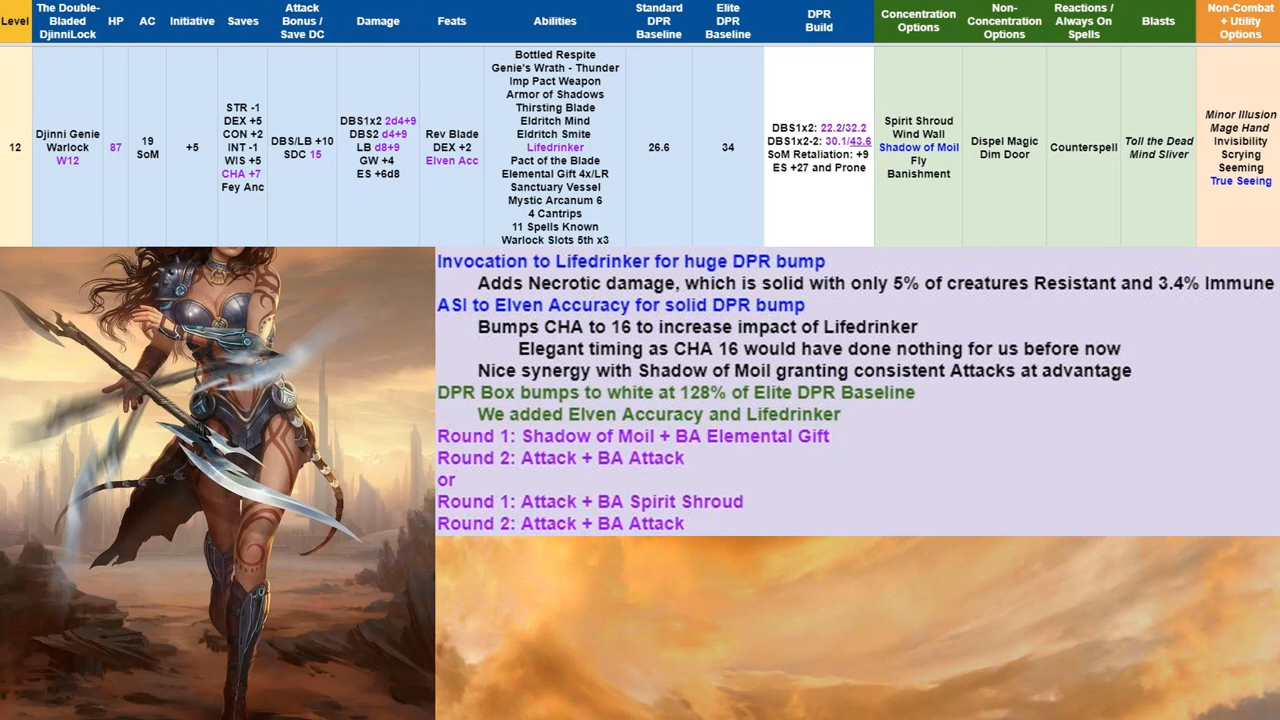 Level
The Double-
Bladed
DjinniLock
HP
AC
Initiative
Saves
Attack
Bonus /
Save DC
Damage
Feats
Abilities
Standard
DPR
Baseline
Elite
DPR
Baseline
DPR
Build
Concentration
Options
Non-
Concentration
Options
Reactions /
Always On
Spells
Blasts
Non-Combat
+ Utility
Options
12
Djinni Genie
Warlock
W12
87
19
SoM
+5
STR -1
DEX +5
CON +2
INT -1
WIS +5
CHA +7
Fey Anc
DBS/LB +10
SDC 15
DBS1x2 2d4+9
DBS2 d4+9
LB d8+9
GW +4
ES +6d8
Rev Blade
DEX +2
Elven Acc
Bottled Respite
Genie's Wrath - Thunder
Imp Pact Weapon
Armor of Shadows
Thirsting Blade
Eldritch Mind
Eldritch Smite
Lifedrinker
Pact of the Blade
Elemental Gift 4x/LR
Sanctuary Vessel
Mystic Arcanum 6
4 Cantrips
11 Spells Known
Warlock Slots 5th x3
26.6
34
DBS1x2: 22.2/32.2
DBS1x2-2: 30.1/43.6
SoM Retaliation: +9
ES +27 and Prone
Spirit Shroud
Wind Wall
Shadow of Moil
Fly
Banishment
Dispel Magic
Dim Door
Counterspell
Toll the Dead
Mind Sliver
Minor Illusion
Mage Hand
Invisibility
Scrying
Seeming
True Seeing
Invocation to Lifedrinker for huge DPR bump
Adds Necrotic damage, which is solid with only 5% of creatures Resistant and 3.4% Immune
ASI to Elven Accuracy for solid DPR bump
Bumps CHA to 16 to increase impact of Lifedrinker
Elegant timing as CHA 16 would have done nothing for us before now
Nice synergy with Shadow of Moil granting consistent Attacks at advantage
DPR Box bumps to white at 128% of Elite DPR Baseline
We added Elven Accuracy and Lifedrinker
Round 1: Shadow of Moil + BA Elemental Gift
Round 2: Attack + BA Attack
or
Round 1: Attack + BA Spirit Shroud
Round 2: Attack + BA Attack